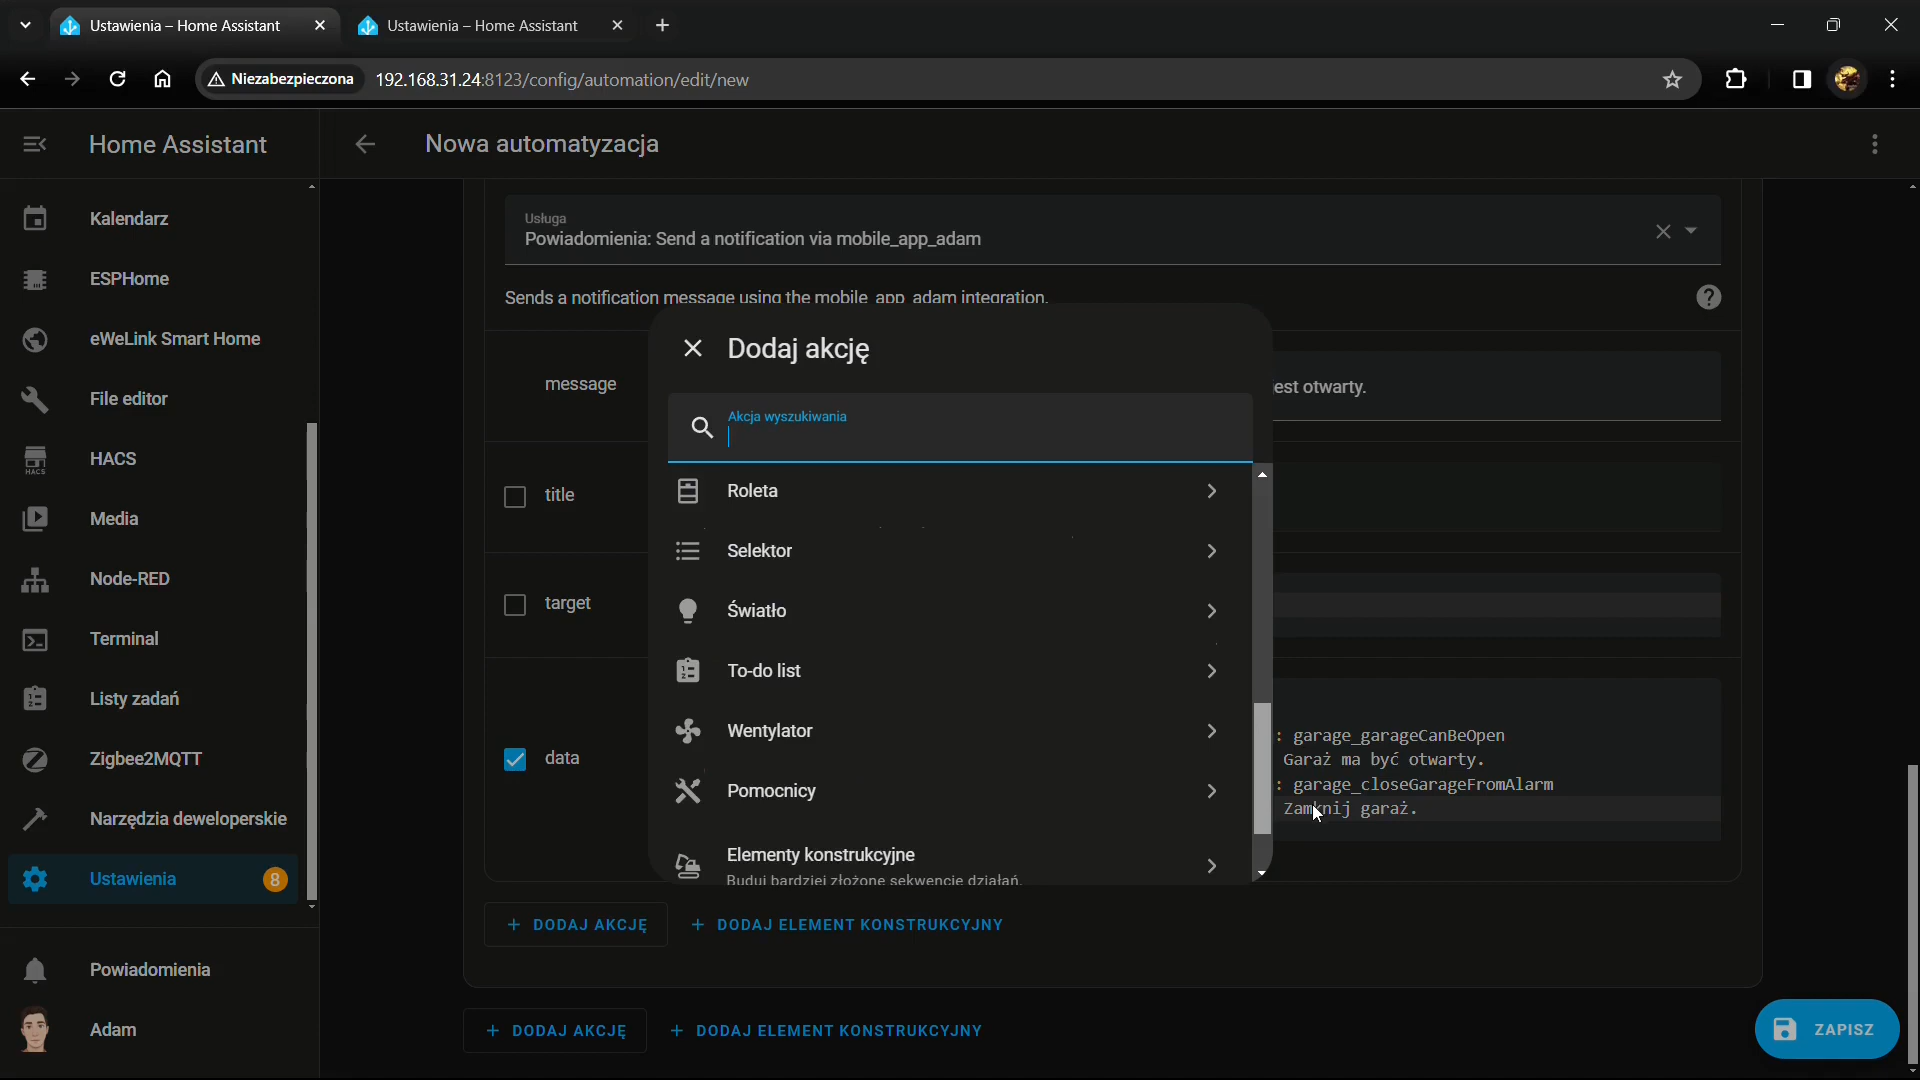 Ustawienia – Home Assistant
Ustawienia – Home Assistant
Niezabezpieczona
192.168.31.24:8123/config/automation/edit/new
Home Assistant
Nowa automatyzacja
Kalendarz
ESPHome
eWeLink Smart Home
File editor
HACS
HACS
Media
Node-RED
Terminal
Listy zadań
Zigbee2MQTT
Narzędzia deweloperskie
Ustawienia
8
Powiadomienia
Adam
Usługa
Powiadomienia: Send a notification via mobile_app_adam
Sends a notification message using the mobile_app_adam integration.
message
jest otwarty.
title
target
data
: garage_garageCanBeOpen
Garaż ma być otwarty.
: garage_closeGarageFromAlarm
Zamknij garaż.
Dodaj akcję
Akcja wyszukiwania
Roleta
Selektor
Światło
To-do list
Wentylator
Pomocnicy
Elementy konstrukcyjne
Buduj bardziej złożone sekwencje działań.
+ DODAJ AKCJĘ
+ DODAJ ELEMENT KONSTRUKCYJNY
+ DODAJ AKCJĘ
+ DODAJ ELEMENT KONSTRUKCYJNY
ZAPISZ